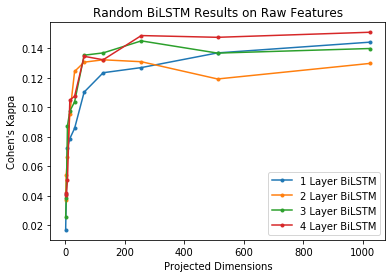 Random BiLSTM Results on Raw Features
Cohen's Kappa
0.14
0.12
0.10
0.08
0.06
0.04
0.02
0
200
400
600
800
1000
Projected Dimensions
1 Layer BiLSTM
2 Layer BiLSTM
3 Layer BiLSTM
4 Layer BiLSTM